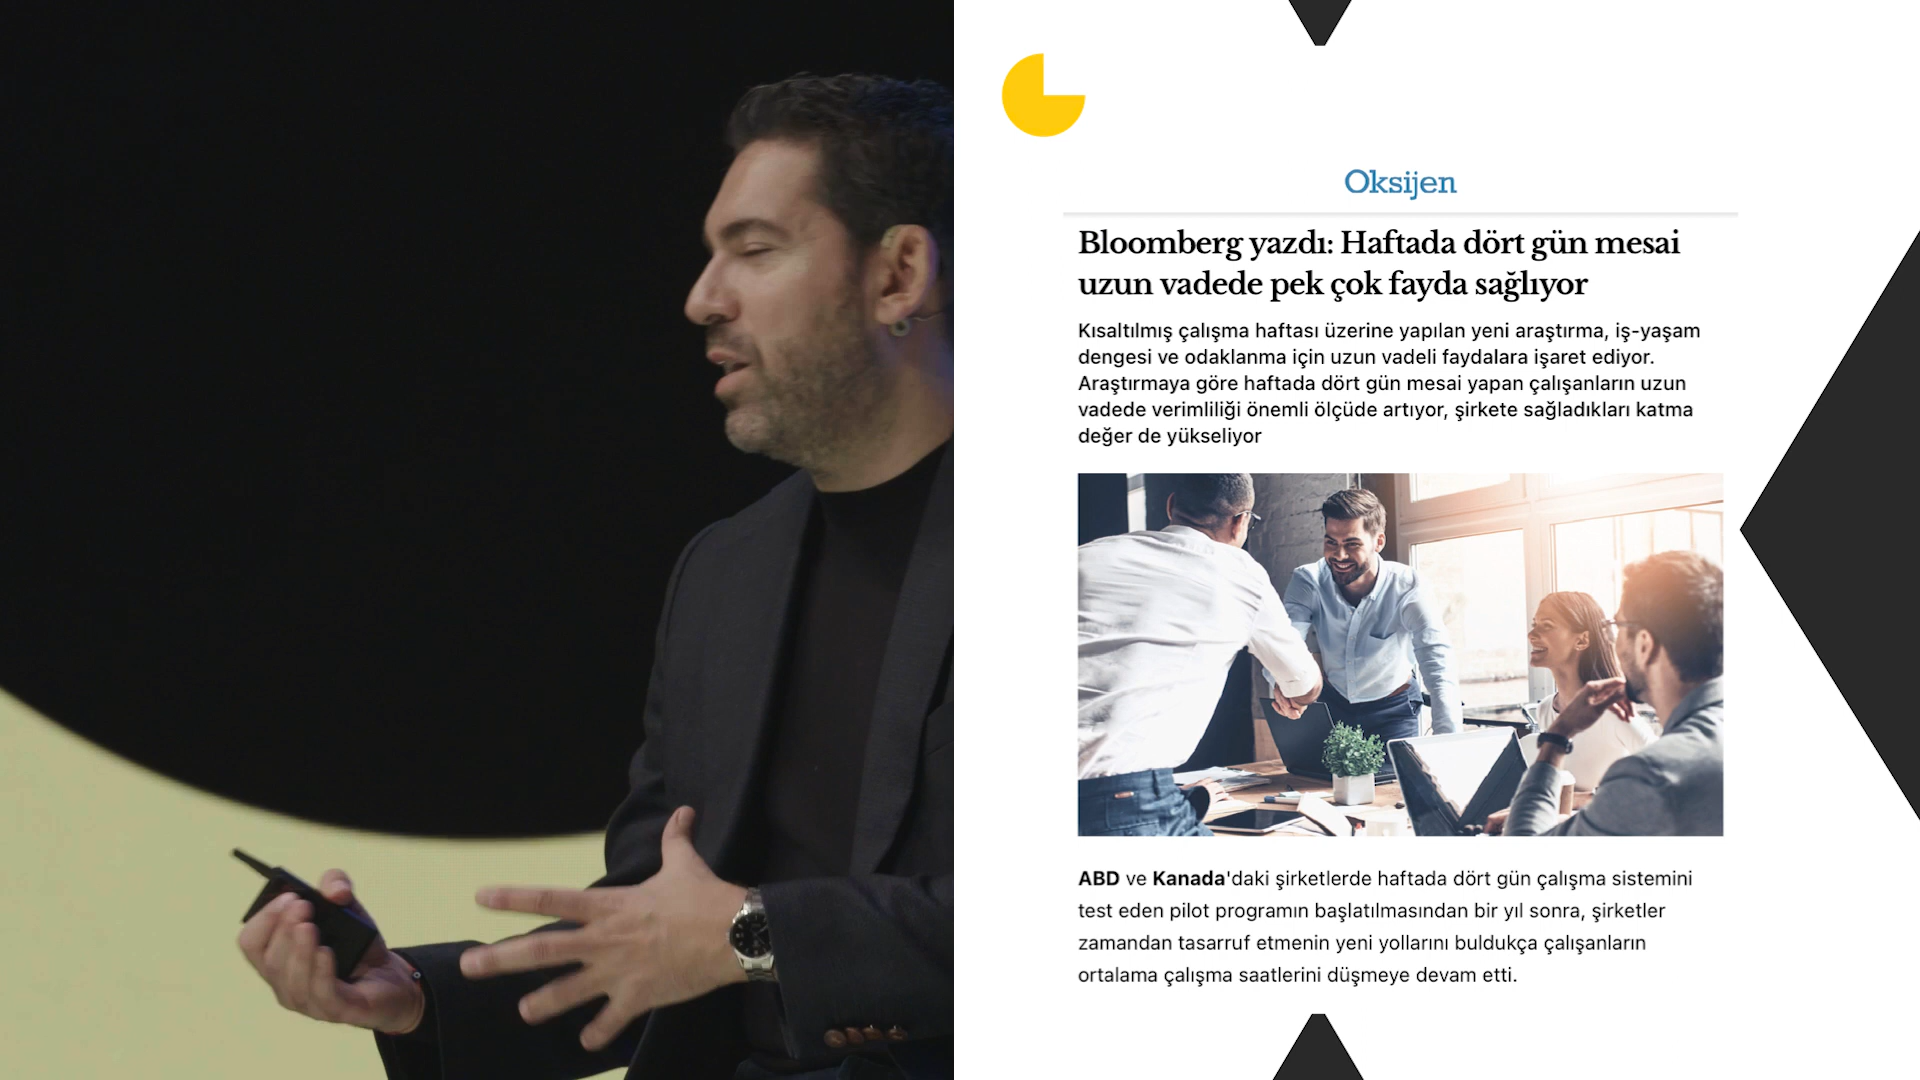 Oksijen
Bloomberg yazdı: Haftada dört gün mesai
uzun vadede pek çok fayda sağlıyor
Kısaltılmış çalışma haftası üzerine yapılan yeni araştırma, iş-yaşam
dengesi ve odaklanma için uzun vadeli faydalara işaret ediyor.
Araştırmaya göre haftada dört gün mesai yapan çalışanların uzun
vadede verimliliği önemli ölçüde artıyor, şirkete sağladıkları katma
değer de yükseliyor
ABD ve Kanada'daki şirketlerde haftada dört gün çalışma sistemini
test eden pilot programın başlatılmasından bir yıl sonra, şirketler
zamandan tasarruf etmenin yeni yollarını buldukça çalışanların
ortalama çalışma saatlerini düşmeye devam etti.